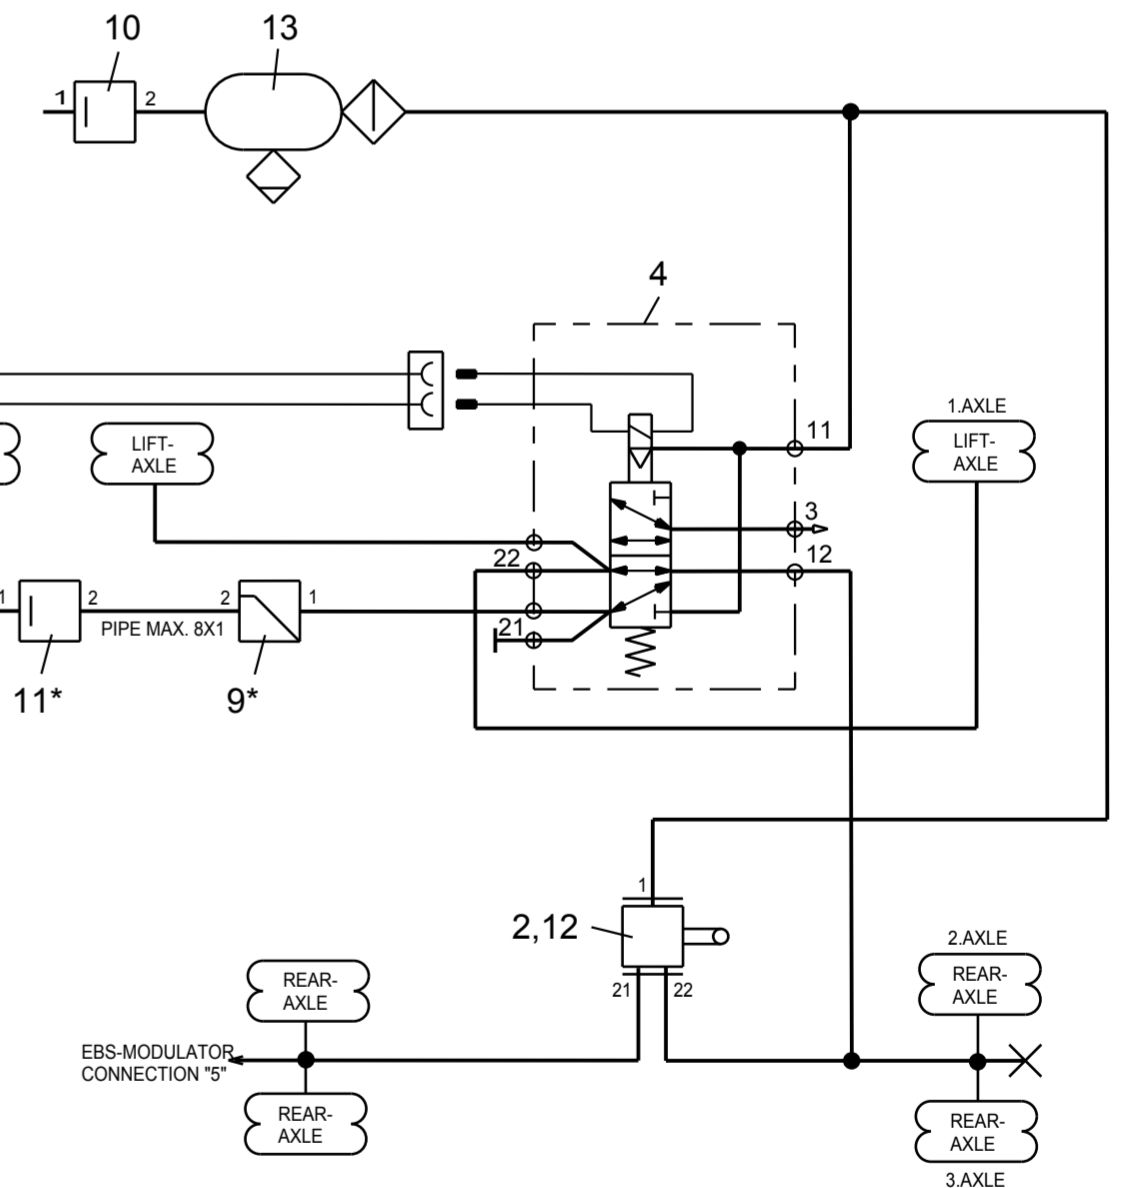 10
13
1
2
4
1.AXLE
LIFT-
AXLE
11
LIFT-
AXLE
3
22
12
1
2
2
1
PIPE MAX. 8X1
21
11*
9*
1
2,12
21
22
2.AXLE
REAR-
AXLE
REAR-
AXLE
EBS-MODULATOR
CONNECTION "5"
REAR-
AXLE
REAR-
AXLE
3.AXLE